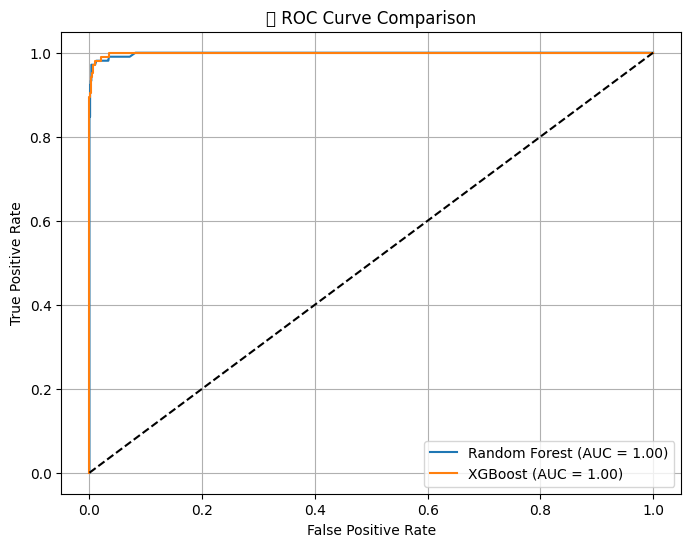 ▯ ROC Curve Comparison
True Positive Rate
1.0
0.8
0.6
0.4
0.2
0.0
0.0 0.2 0.4 0.6 0.8 1.0
False Positive Rate
Random Forest (AUC = 1.00)
XGBoost (AUC = 1.00)